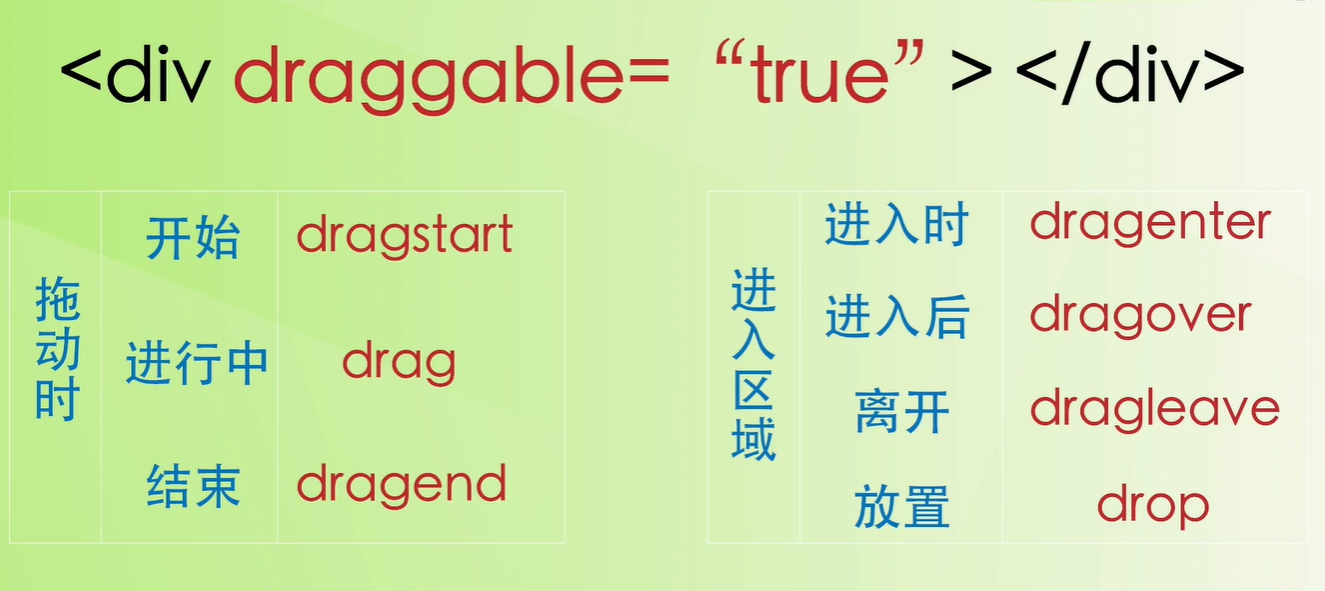 <div draggable= “true” > </div>
拖动时
开始 dragstart
进行中 drag
结束 dragend
进入区域
进入时 dragenter
进入后 dragover
离开 dragleave
放置 drop